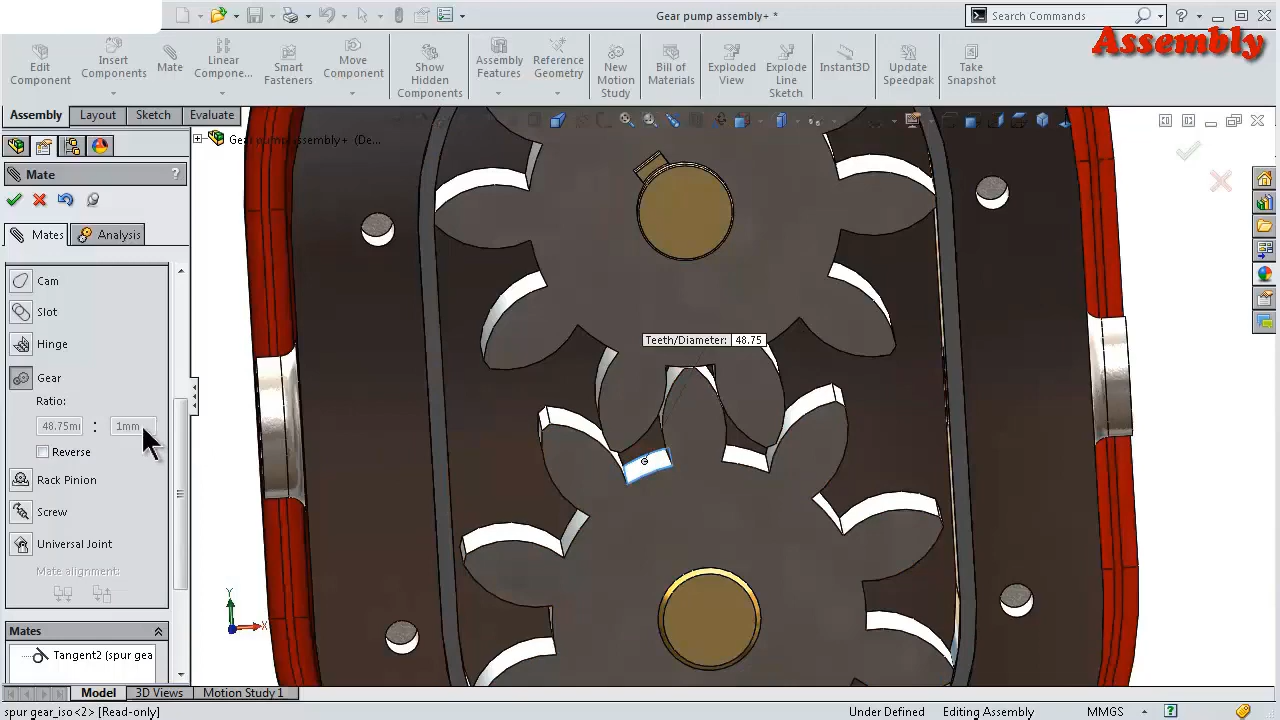 Gear pump assembly+ *
Search Commands
?
Assembly
Edit Component
Insert Components
Mate
Linear Compone...
Smart Fasteners
Move Component
Show Hidden Components
Assembly Features
Reference Geometry
New Motion Study
Bill of Materials
Exploded View
Explode Line Sketch
Instant3D
Update Speedpak
Take Snapshot
Assembly
Layout
Sketch
Evaluate
Gear pump assembly+ (De...
Mate
?
Mates
Analysis
Cam
Slot
Hinge
Gear
Ratio:
48.75mi : 1mm
Reverse
Rack Pinion
Screw
Universal Joint
Mate alignment:
Mates
Tangent2 (spur gea
Teeth/Diameter: 48.75
Y
X
Model
3D Views
Motion Study 1
spur gear_iso<2> [Read-only]
Under Defined
Editing Assembly
MMGS
?